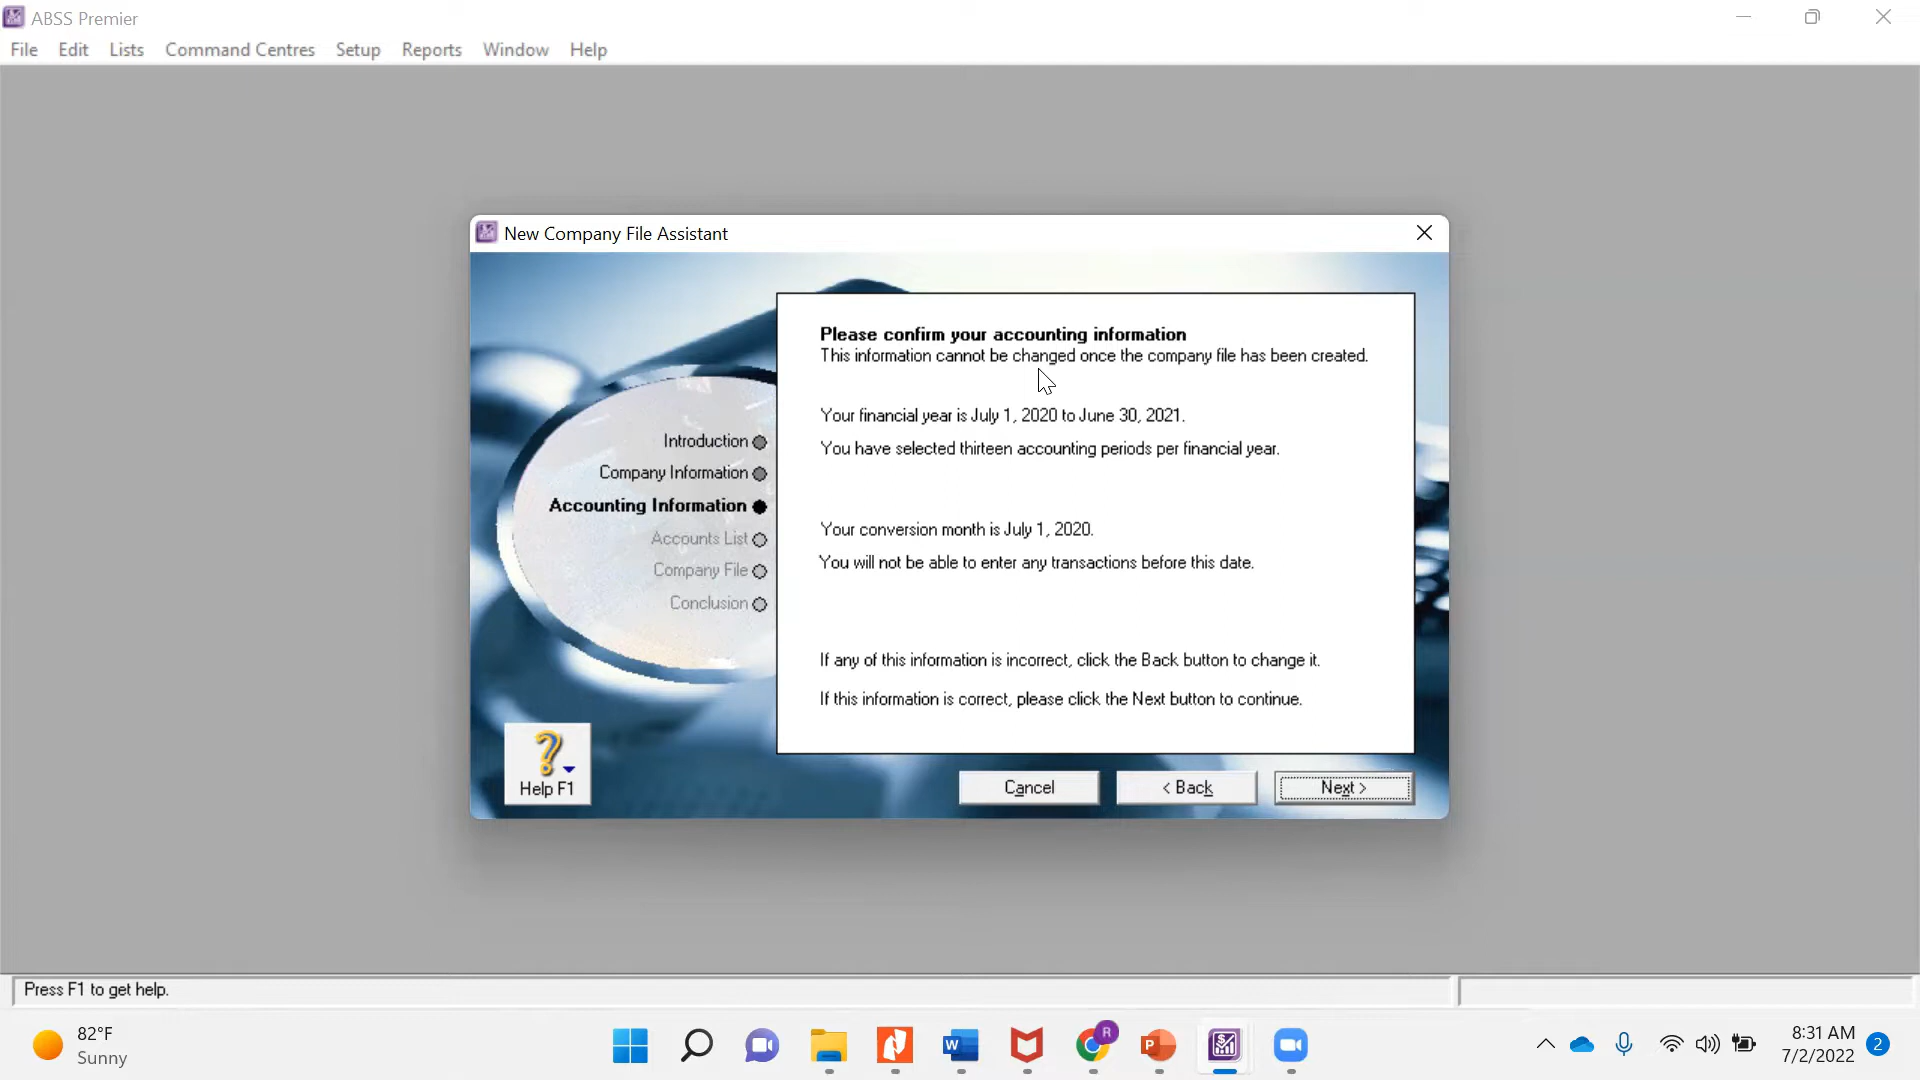 ABSS Premier
File Edit Lists Command Centres Setup Reports Window Help
New Company File Assistant
Please confirm your accounting information
This information cannot be changed once the company file has been created.
Your financial year is July 1, 2020 to June 30, 2021.
You have selected thirteen accounting periods per financial year.
Your conversion month is July 1, 2020.
You will not be able to enter any transactions before this date.
If any of this information is incorrect, click the Back button to change it.
If this information is correct, please click the Next button to continue.
Introduction
Company Information
Accounting Information
Accounts List
Company File
Conclusion
Help F1
Cancel < Back Next >
Press F1 to get help.
82°F
Sunny
W
R
P
8:31 AM
7/2/2022
2